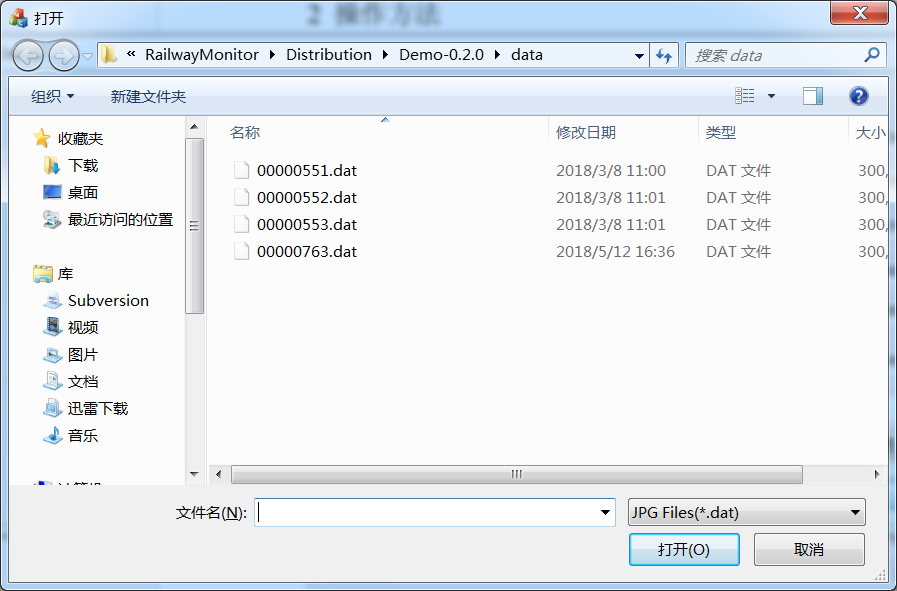 2 操作方法
打开
« RailwayMonitor Distribution Demo-0.2.0 data
搜索 data
组织 新建文件夹
收藏夹
下载
桌面
最近访问的位置
库
Subversion
视频
图片
文档
迅雷下载
音乐
名称 修改日期 类型 大小
00000551.dat 2018/3/8 11:00 DAT 文件 300,
00000552.dat 2018/3/8 11:01 DAT 文件 300,
00000553.dat 2018/3/8 11:01 DAT 文件 300,
00000763.dat 2018/5/12 16:36 DAT 文件 300,
文件名(N):
JPG Files(*.dat)
打开(O) 取消